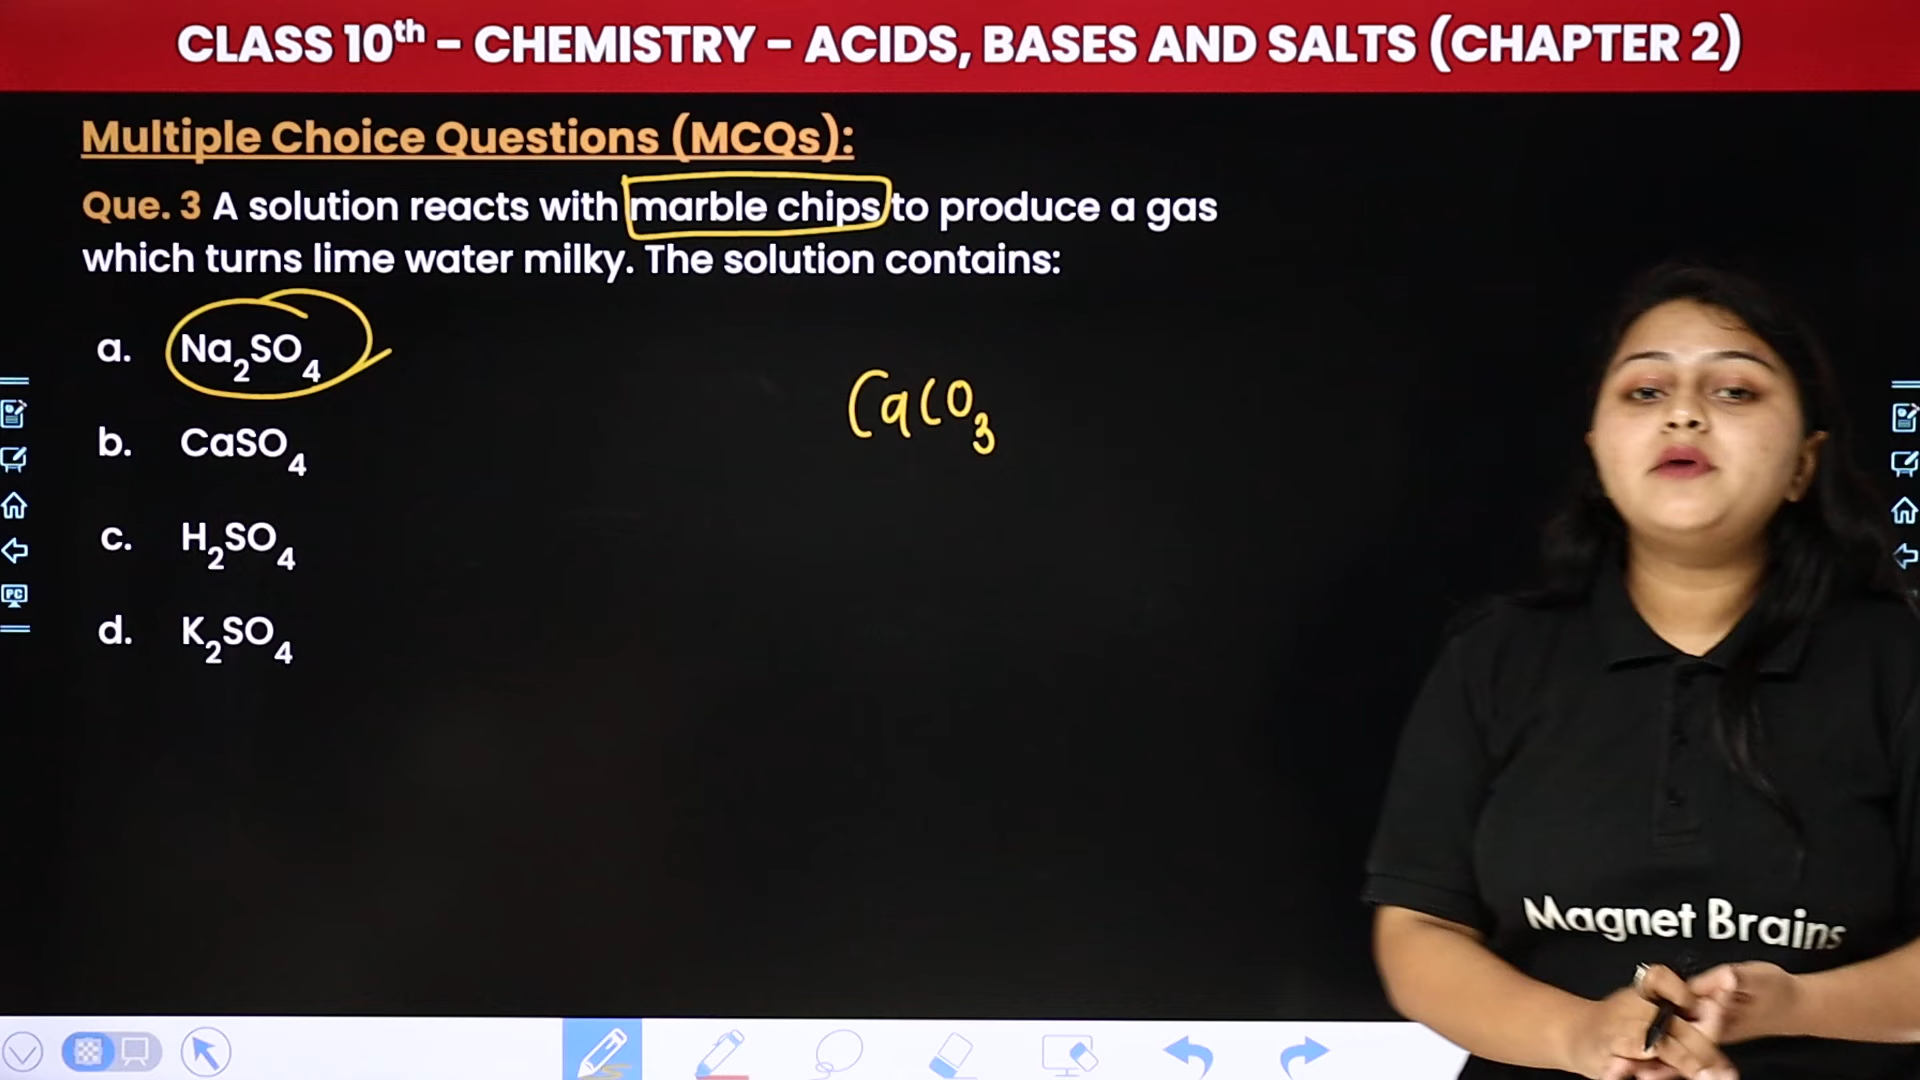 CLASS 10th - CHEMISTRY - ACIDS, BASES AND SALTS (CHAPTER 2)
Multiple Choice Questions (MCQs):
Que. 3 A solution reacts with marble chips to produce a gas
which turns lime water milky. The solution contains:
a. Na₂SO₄
CaCO₃
b. CaSO₄
c. H₂SO₄
d. K₂SO₄
PC
Magnet Brains